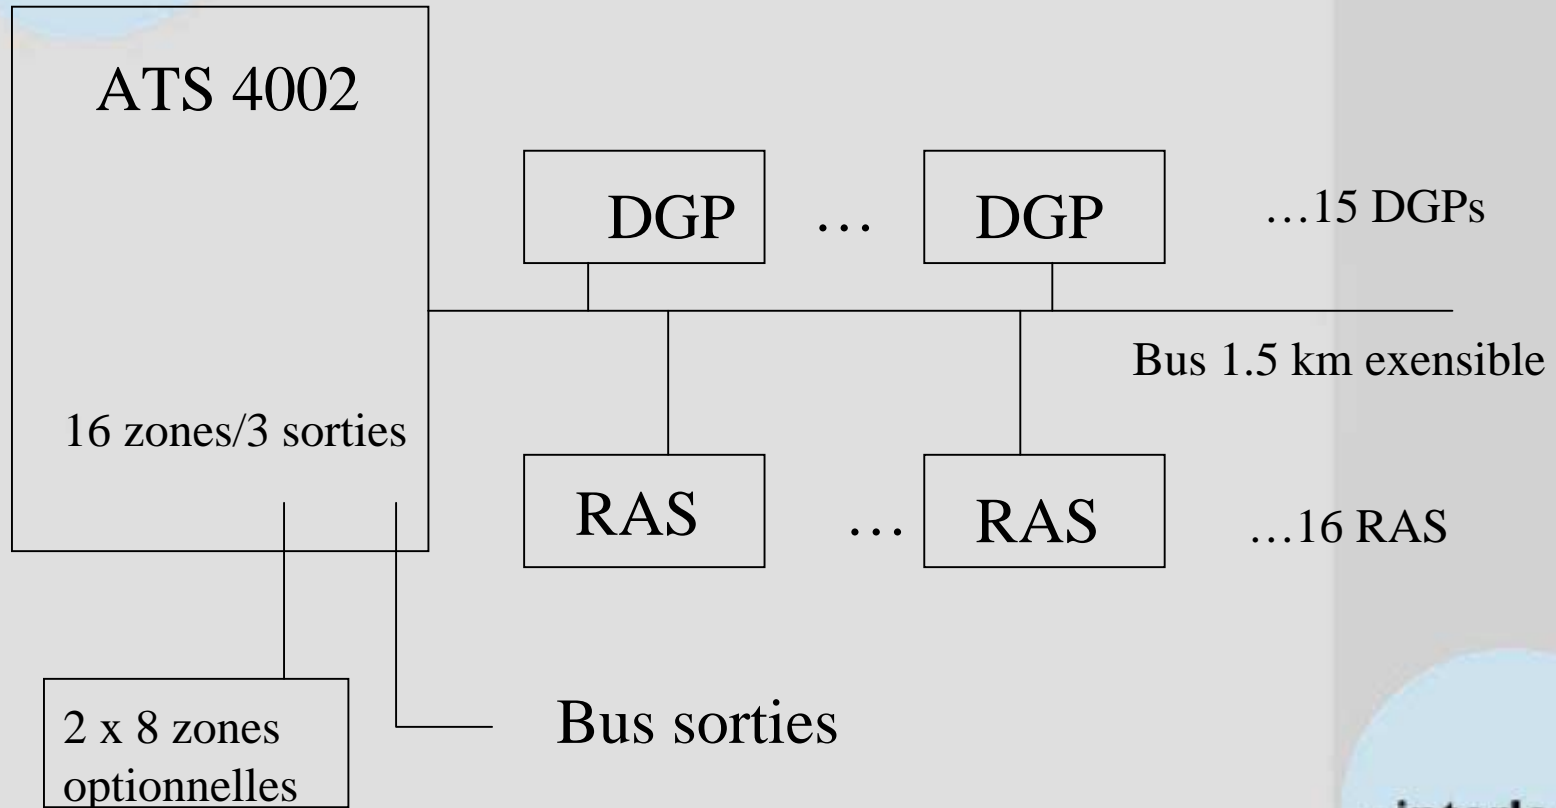 ATS 4002
DGP
…
DGP
…15 DGPs
Bus 1.5 km exensible
16 zones/3 sorties
RAS
…
RAS
…16 RAS
2 x 8 zones
optionnelles
Bus sorties